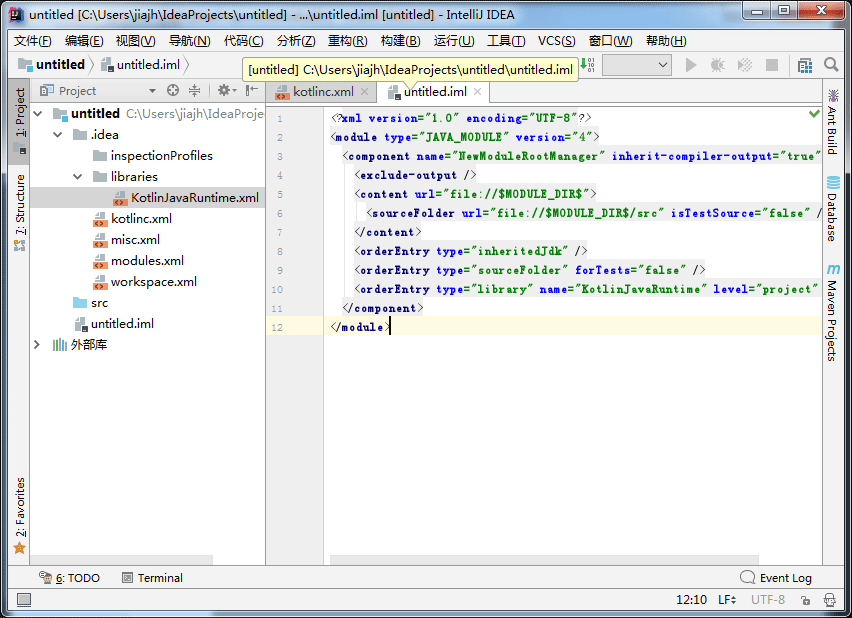 untitled [C:\Users\jiajh\IdeaProjects\untitled] - ...\untitled.iml [untitled] - IntelliJ IDEA
文件(F) 编辑(E) 视图(V) 导航(N) 代码(C) 分析(Z) 重构(R) 构建(B) 运行(U) 工具(T) VCS(S) 窗口(W) 帮助(H)
untitled untitled.iml
[untitled] C:\Users\jiajh\IdeaProjects\untitled\untitled.iml
Project
kotlinc.xml untitled.iml
1: Project
7: Structure
2: Favorites
untitled C:\Users\jiajh\IdeaProje
.idea
inspectionProfiles
libraries
KotlinJavaRuntime.xml
kotlinc.xml
misc.xml
modules.xml
workspace.xml
src
untitled.iml
外部库
1 <?xml version="1.0" encoding="UTF-8"?>
2 <module type="JAVA_MODULE" version="4">
3 <component name="NewModuleRootManager" inherit-compiler-output="true"
4 <exclude-output />
5 <content url="file://$MODULE_DIR$">
6 <sourceFolder url="file://$MODULE_DIR$/src" isTestSource="false" /
7 </content>
8 <orderEntry type="inheritedJdk" />
9 <orderEntry type="sourceFolder" forTests="false" />
10 <orderEntry type="library" name="KotlinJavaRuntime" level="project"
11 </component>
12 </module>
Ant Build
Database
Maven Projects
6: TODO Terminal Event Log
12:10 LF UTF-8